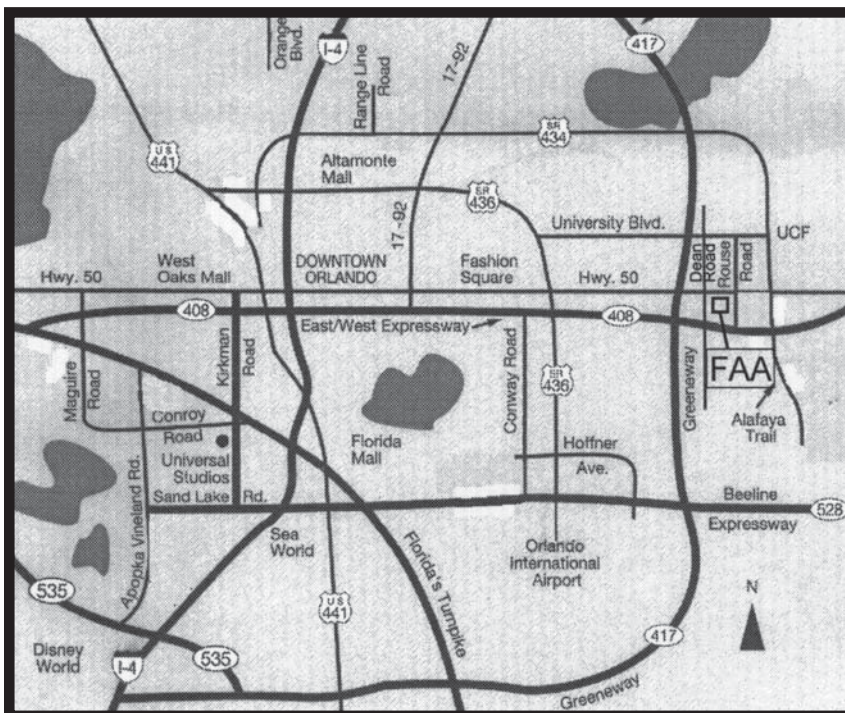 Orange
Blvd.
I-4
Range Line
Road
17-92
417
US
441
SR
434
Altamonte
Mall
SR
436
17-92
University Blvd.
UCF
Dean
Road
Rouse
Road
Hwy. 50
West
Oaks Mall
DOWNTOWN
ORLANDO
Fashion
Square
Hwy. 50
408
East/West Expressway
408
Maguire
Road
Kirkman
Road
Conroy
Road
Universal
Studios
Sand Lake Rd.
Apopka Vineland Rd.
Florida
Mall
Conway Road
SR
436
Hoffner
Ave.
Greeneway
FAA
Alafaya
Trail
Beeline
Expressway
528
Sea
World
Orlando
International
Airport
Florida's Turnpike
US
441
535
Disney
World
I-4
535
417
Greeneway
N